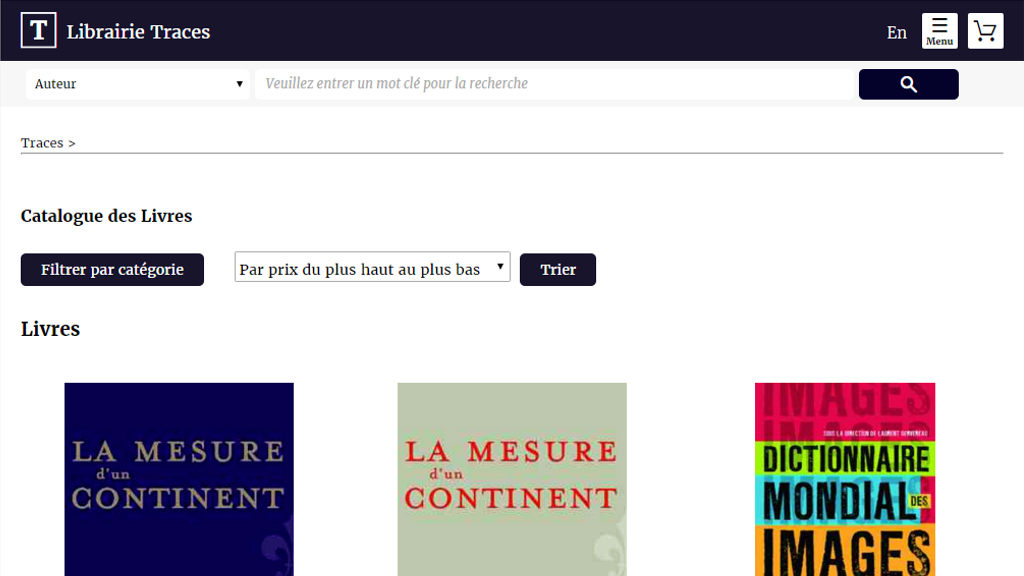 T Librairie Traces
En
Menu
Auteur
Veuillez entrer un mot clé pour la recherche
Traces >
Catalogue des Livres
Filtrer par catégorie
Par prix du plus haut au plus bas
Trier
Livres
LA MESURE
d'un
CONTINENT
LA MESURE
d'un
CONTINENT
IMAGES
SOUS LA DIRECTION DE LAURENT GERVEREAU
DICTIONNAIRE
MONDIAL DES
IMAGES